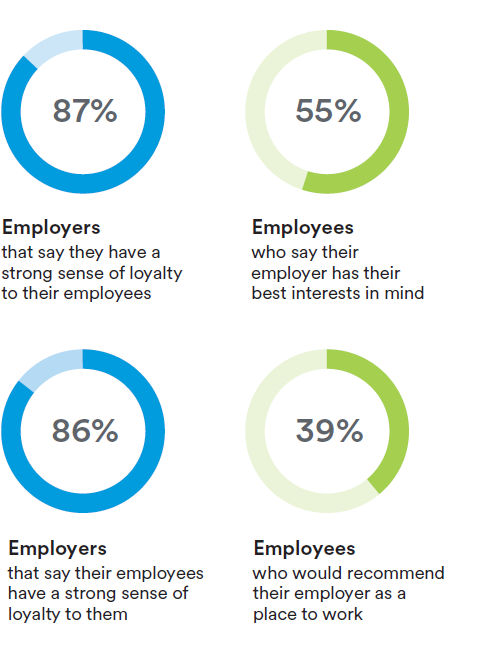 87%
Employers
that say they have a
strong sense of loyalty
to their employees
55%
Employees
who say their
employer has their
best interests in mind
86%
Employers
that say their employees
have a strong sense of
loyalty to them
39%
Employees
who would recommend
their employer as a
place to work